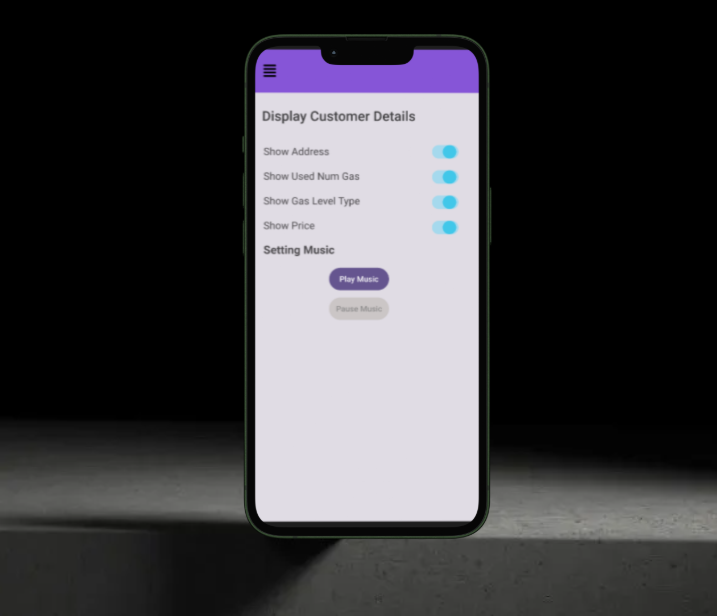 Display Customer Details
Show Address
Show Used Num Gas
Show Gas Level Type
Show Price
Setting Music
Play Music
Pause Music